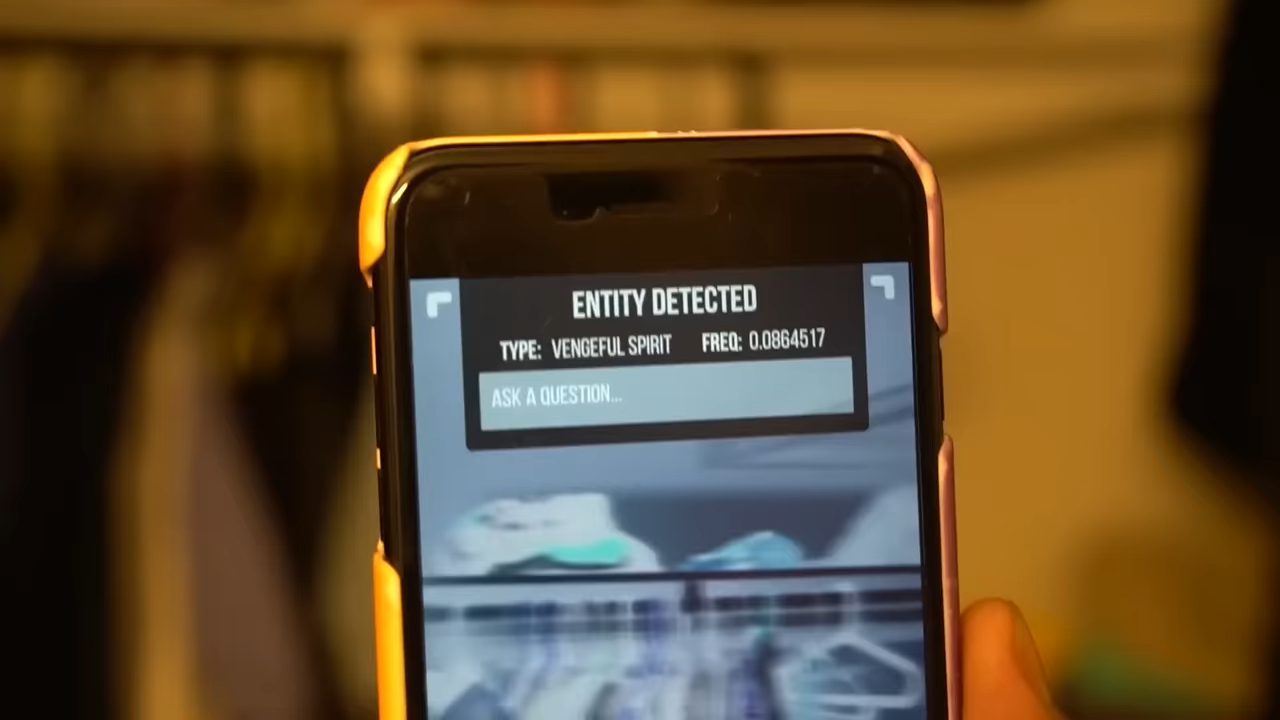 ENTITY DETECTED
TYPE: VENGEFUL SPIRIT FREQ: 0.0864517
ASK A QUESTION...